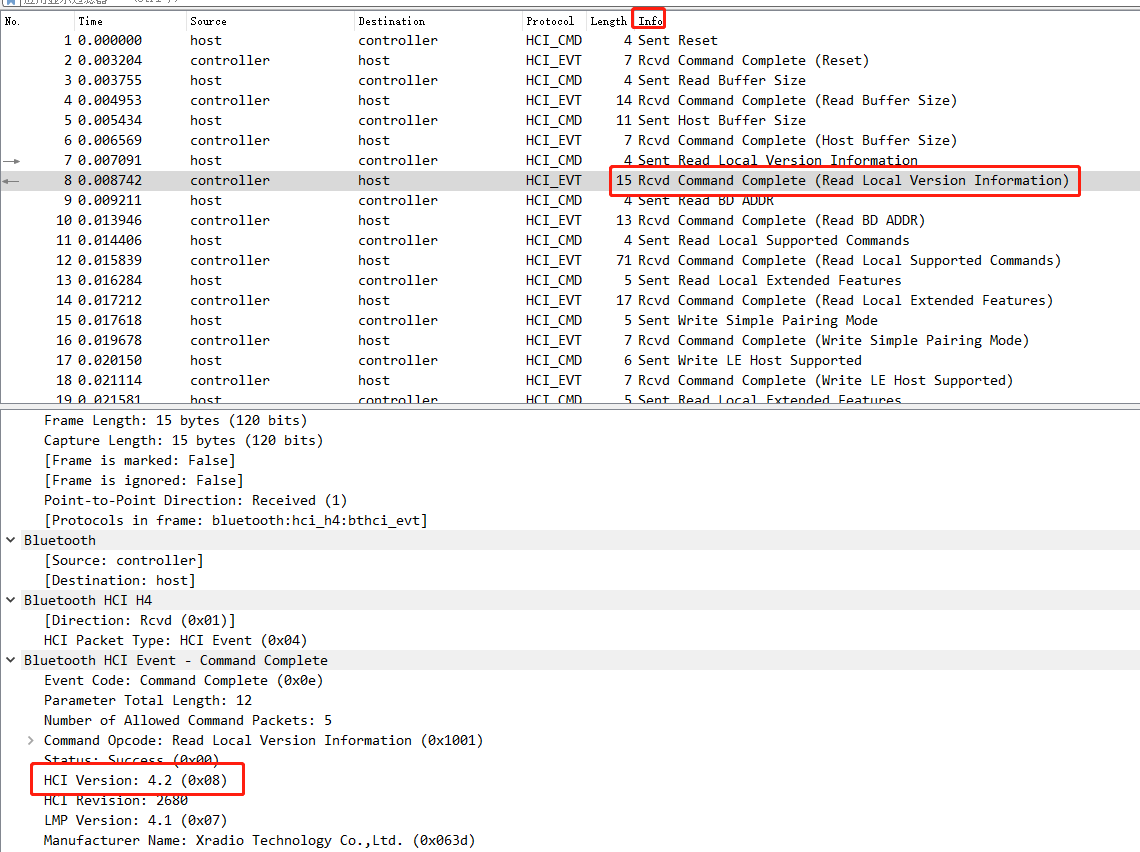 No. Time Source Destination Protocol Length Info
1 0.000000 host controller HCI_CMD 4 Sent Reset
2 0.003204 controller host HCI_EVT 7 Rcvd Command Complete (Reset)
3 0.003755 host controller HCI_CMD 4 Sent Read Buffer Size
4 0.004953 controller host HCI_EVT 14 Rcvd Command Complete (Read Buffer Size)
5 0.005434 host controller HCI_CMD 11 Sent Host Buffer Size
6 0.006569 controller host HCI_EVT 7 Rcvd Command Complete (Host Buffer Size)
7 0.007091 host controller HCI_CMD 4 Sent Read Local Version Information
8 0.008742 controller host HCI_EVT 15 Rcvd Command Complete (Read Local Version Information)
9 0.009211 host controller HCI_CMD 4 Sent Read BD ADDR
10 0.013946 controller host HCI_EVT 13 Rcvd Command Complete (Read BD ADDR)
11 0.014406 host controller HCI_CMD 4 Sent Read Local Supported Commands
12 0.015839 controller host HCI_EVT 71 Rcvd Command Complete (Read Local Supported Commands)
13 0.016284 host controller HCI_CMD 5 Sent Read Local Extended Features
14 0.017212 controller host HCI_EVT 17 Rcvd Command Complete (Read Local Extended Features)
15 0.017618 host controller HCI_CMD 5 Sent Write Simple Pairing Mode
16 0.019678 controller host HCI_EVT 7 Rcvd Command Complete (Write Simple Pairing Mode)
17 0.020150 host controller HCI_CMD 6 Sent Write LE Host Supported
18 0.021114 controller host HCI_EVT 7 Rcvd Command Complete (Write LE Host Supported)
19 0.021581 host controller HCI_CMD 5 Sent Read Local Extended Features
Frame Length: 15 bytes (120 bits)
Capture Length: 15 bytes (120 bits)
[Frame is marked: False]
[Frame is ignored: False]
Point-to-Point Direction: Received (1)
[Protocols in frame: bluetooth:hci_h4:bthci_evt]
Bluetooth
[Source: controller]
[Destination: host]
Bluetooth HCI H4
[Direction: Rcvd (0x01)]
HCI Packet Type: HCI Event (0x04)
Bluetooth HCI Event - Command Complete
Event Code: Command Complete (0x0e)
Parameter Total Length: 12
Number of Allowed Command Packets: 5
Command Opcode: Read Local Version Information (0x1001)
Status: Success (0x00)
HCI Version: 4.2 (0x08)
HCI Revision: 2680
LMP Version: 4.1 (0x07)
Manufacturer Name: Xradio Technology Co.,Ltd. (0x063d)